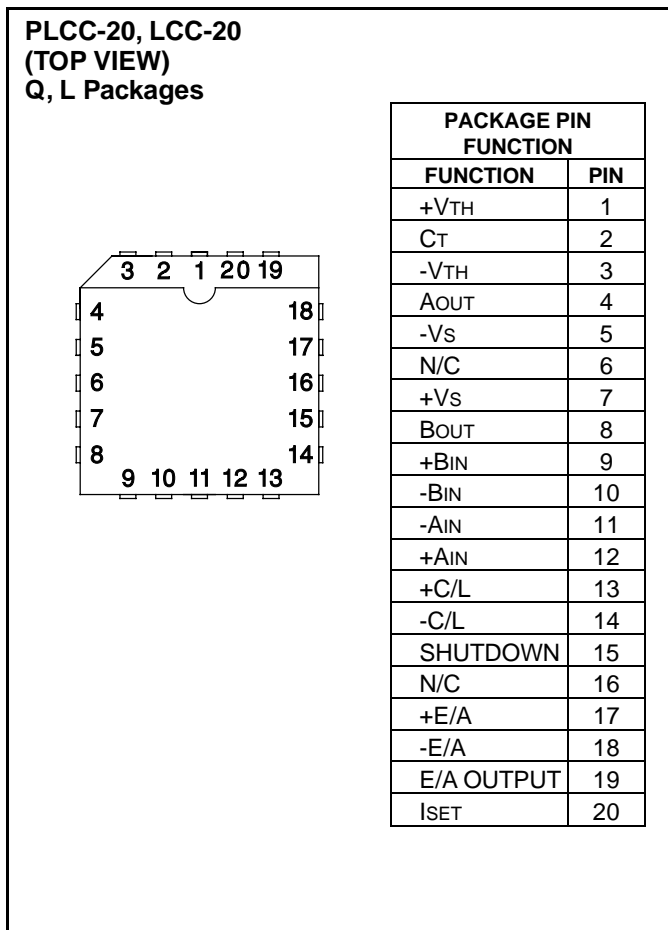 PLCC-20, LCC-20
(TOP VIEW)
Q, L Packages
3 2 1 20 19
4 18
5 17
6 16
7 15
8 14
9 10 11 12 13
PACKAGE PIN
FUNCTION
FUNCTION PIN
+VTH 1
CT 2
-VTH 3
AOUT 4
-VS 5
N/C 6
+VS 7
BOUT 8
+BIN 9
-BIN 10
-AIN 11
+AIN 12
+C/L 13
-C/L 14
SHUTDOWN 15
N/C 16
+E/A 17
-E/A 18
E/A OUTPUT 19
ISET 20